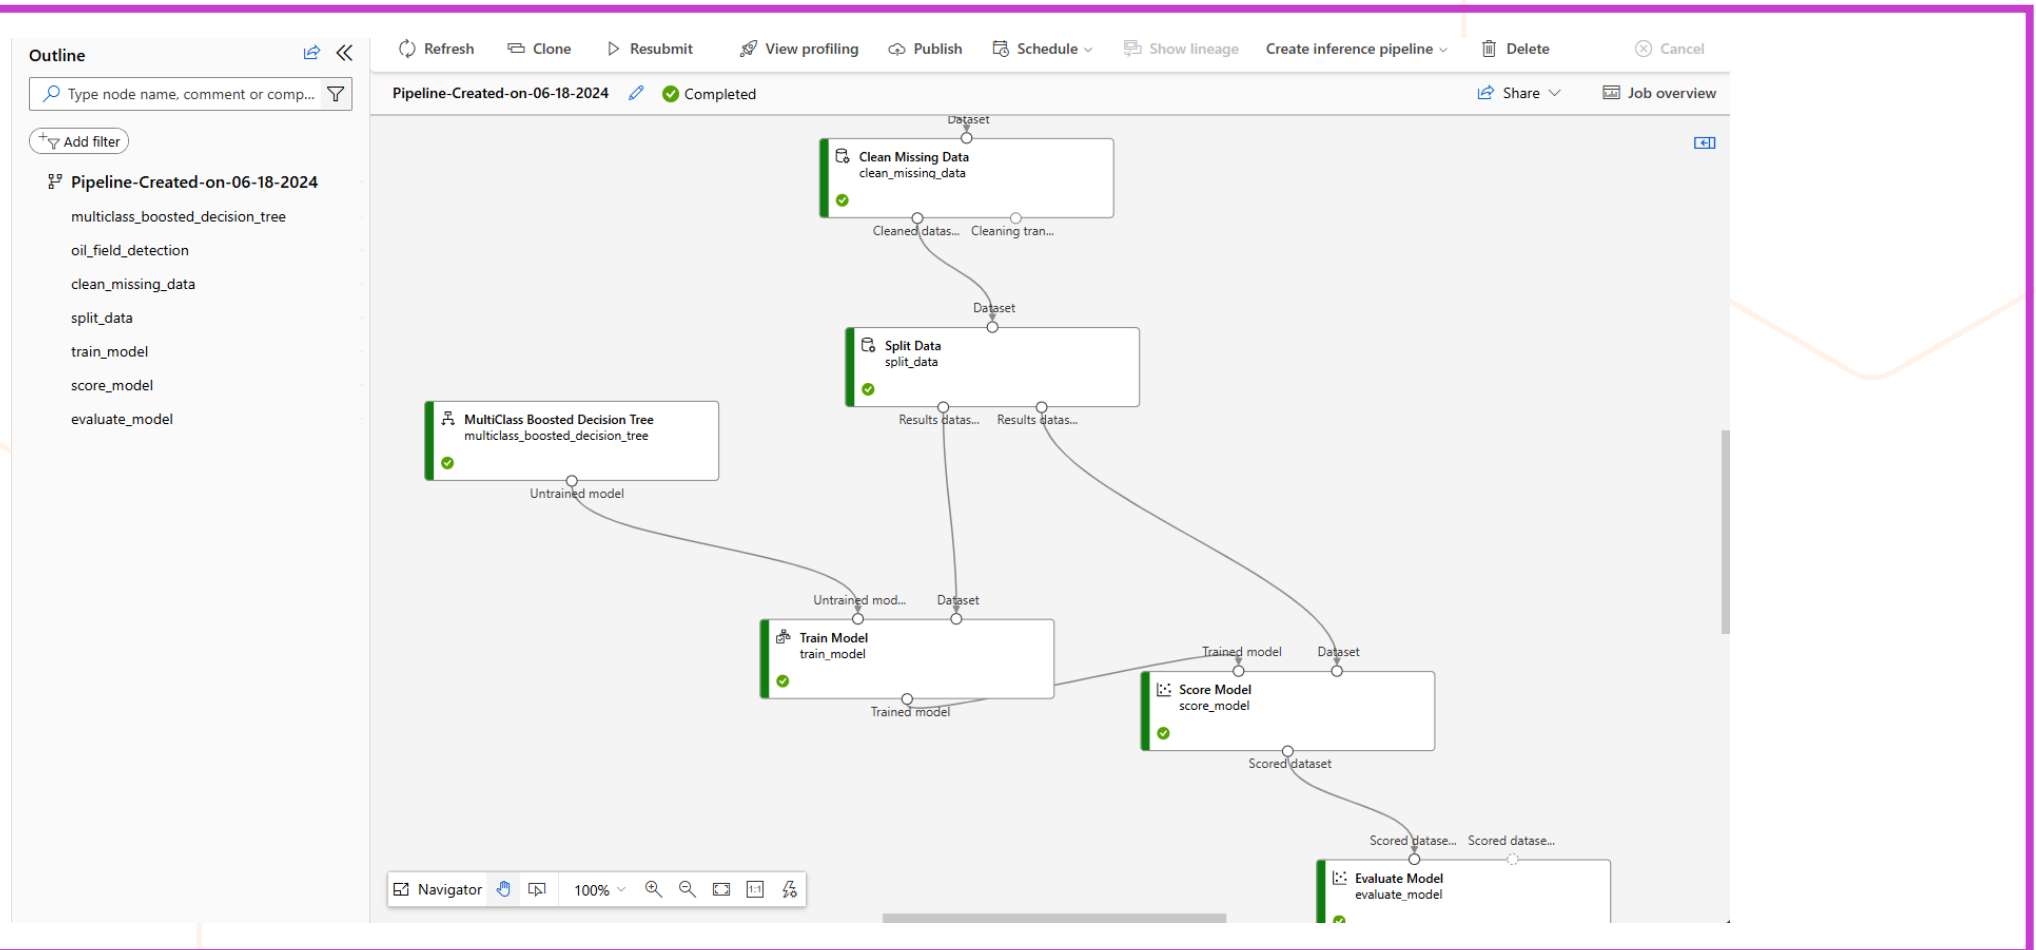 Outline
Type node name, comment or comp...
Add filter
Pipeline-Created-on-06-18-2024
multiclass_boosted_decision_tree
oil_field_detection
clean_missing_data
split_data
train_model
score_model
evaluate_model
Refresh Clone Resubmit View profiling Publish Schedule Show lineage Create inference pipeline Delete Cancel
Pipeline-Created-on-06-18-2024 Completed Share Job overview
Dataset
Clean Missing Data
clean_missing_data
Cleaned datas... Cleaning tran...
Dataset
Split Data
split_data
Results datas... Results datas...
MultiClass Boosted Decision Tree
multiclass_boosted_decision_tree
Untrained model
Untrained mod... Dataset
Train Model
train_model
Trained model
Trained model Dataset
Score Model
score_model
Scored dataset
Scored datase... Scored datase...
Evaluate Model
evaluate_model
Navigator 100% 1:1